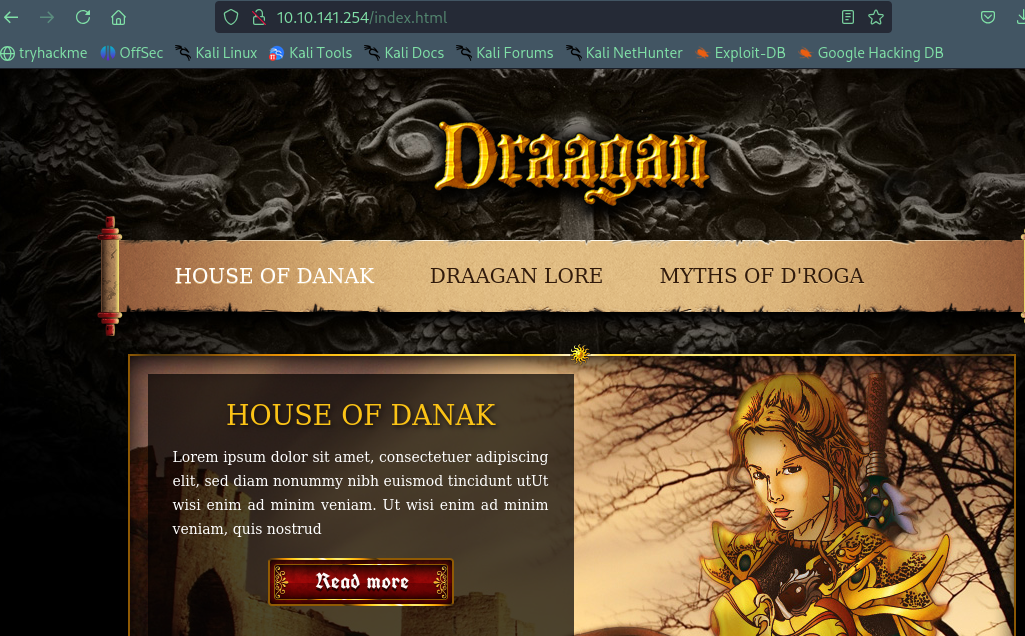 10.10.141.254/index.html
tryhackme OffSec Kali Linux Kali Tools Kali Docs Kali Forums Kali NetHunter Exploit-DB Google Hacking DB
Draagan
HOUSE OF DANAK DRAAGAN LORE MYTHS OF D'ROGA
HOUSE OF DANAK
Lorem ipsum dolor sit amet, consectetuer adipiscing
elit, sed diam nonummy nibh euismod tincidunt utUt
wisi enim ad minim veniam. Ut wisi enim ad minim
veniam, quis nostrud
Read more